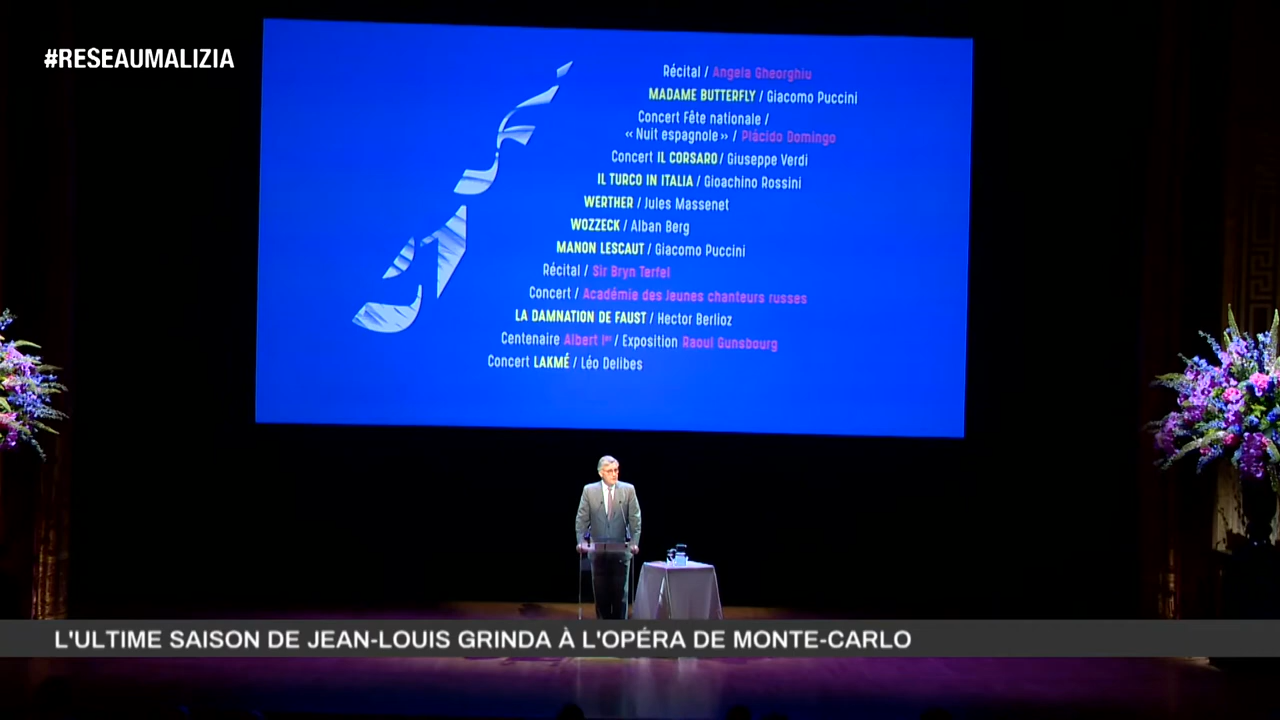 #RESEAUMALIZIA
Récital / Angela Gheorghiu
MADAME BUTTERFLY / Giacomo Puccini
Concert Fête nationale /
« Nuit espagnole » / Plácido Domingo
Concert IL CORSARO / Giuseppe Verdi
IL TURCO IN ITALIA / Gioachino Rossini
WERTHER / Jules Massenet
WOZZECK / Alban Berg
MANON LESCAUT / Giacomo Puccini
Récital / Sir Bryn Terfel
Concert / Académie des Jeunes chanteurs russes
LA DAMNATION DE FAUST / Hector Berlioz
Centenaire Albert Ier / Exposition Raoul Gunsbourg
Concert LAKMÉ / Léo Delibes
L'ULTIME SAISON DE JEAN-LOUIS GRINDA À L'OPÉRA DE MONTE-CARLO